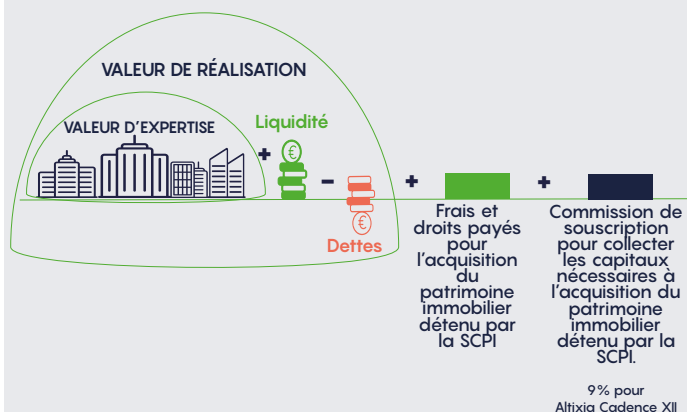 VALEUR DE RÉALISATION
VALEUR D'EXPERTISE
Liquidité
+
€
-
€
Dettes
+
Frais et
droits payés
pour
l'acquisition
du
patrimoine
immobilier
détenu par
la SCPI
+
Commission de
souscription
pour collecter
les capitaux
nécessaires à
l'acquisition du
patrimoine
immobilier
détenu par la
SCPI.
9% pour
Altixia Cadence XII